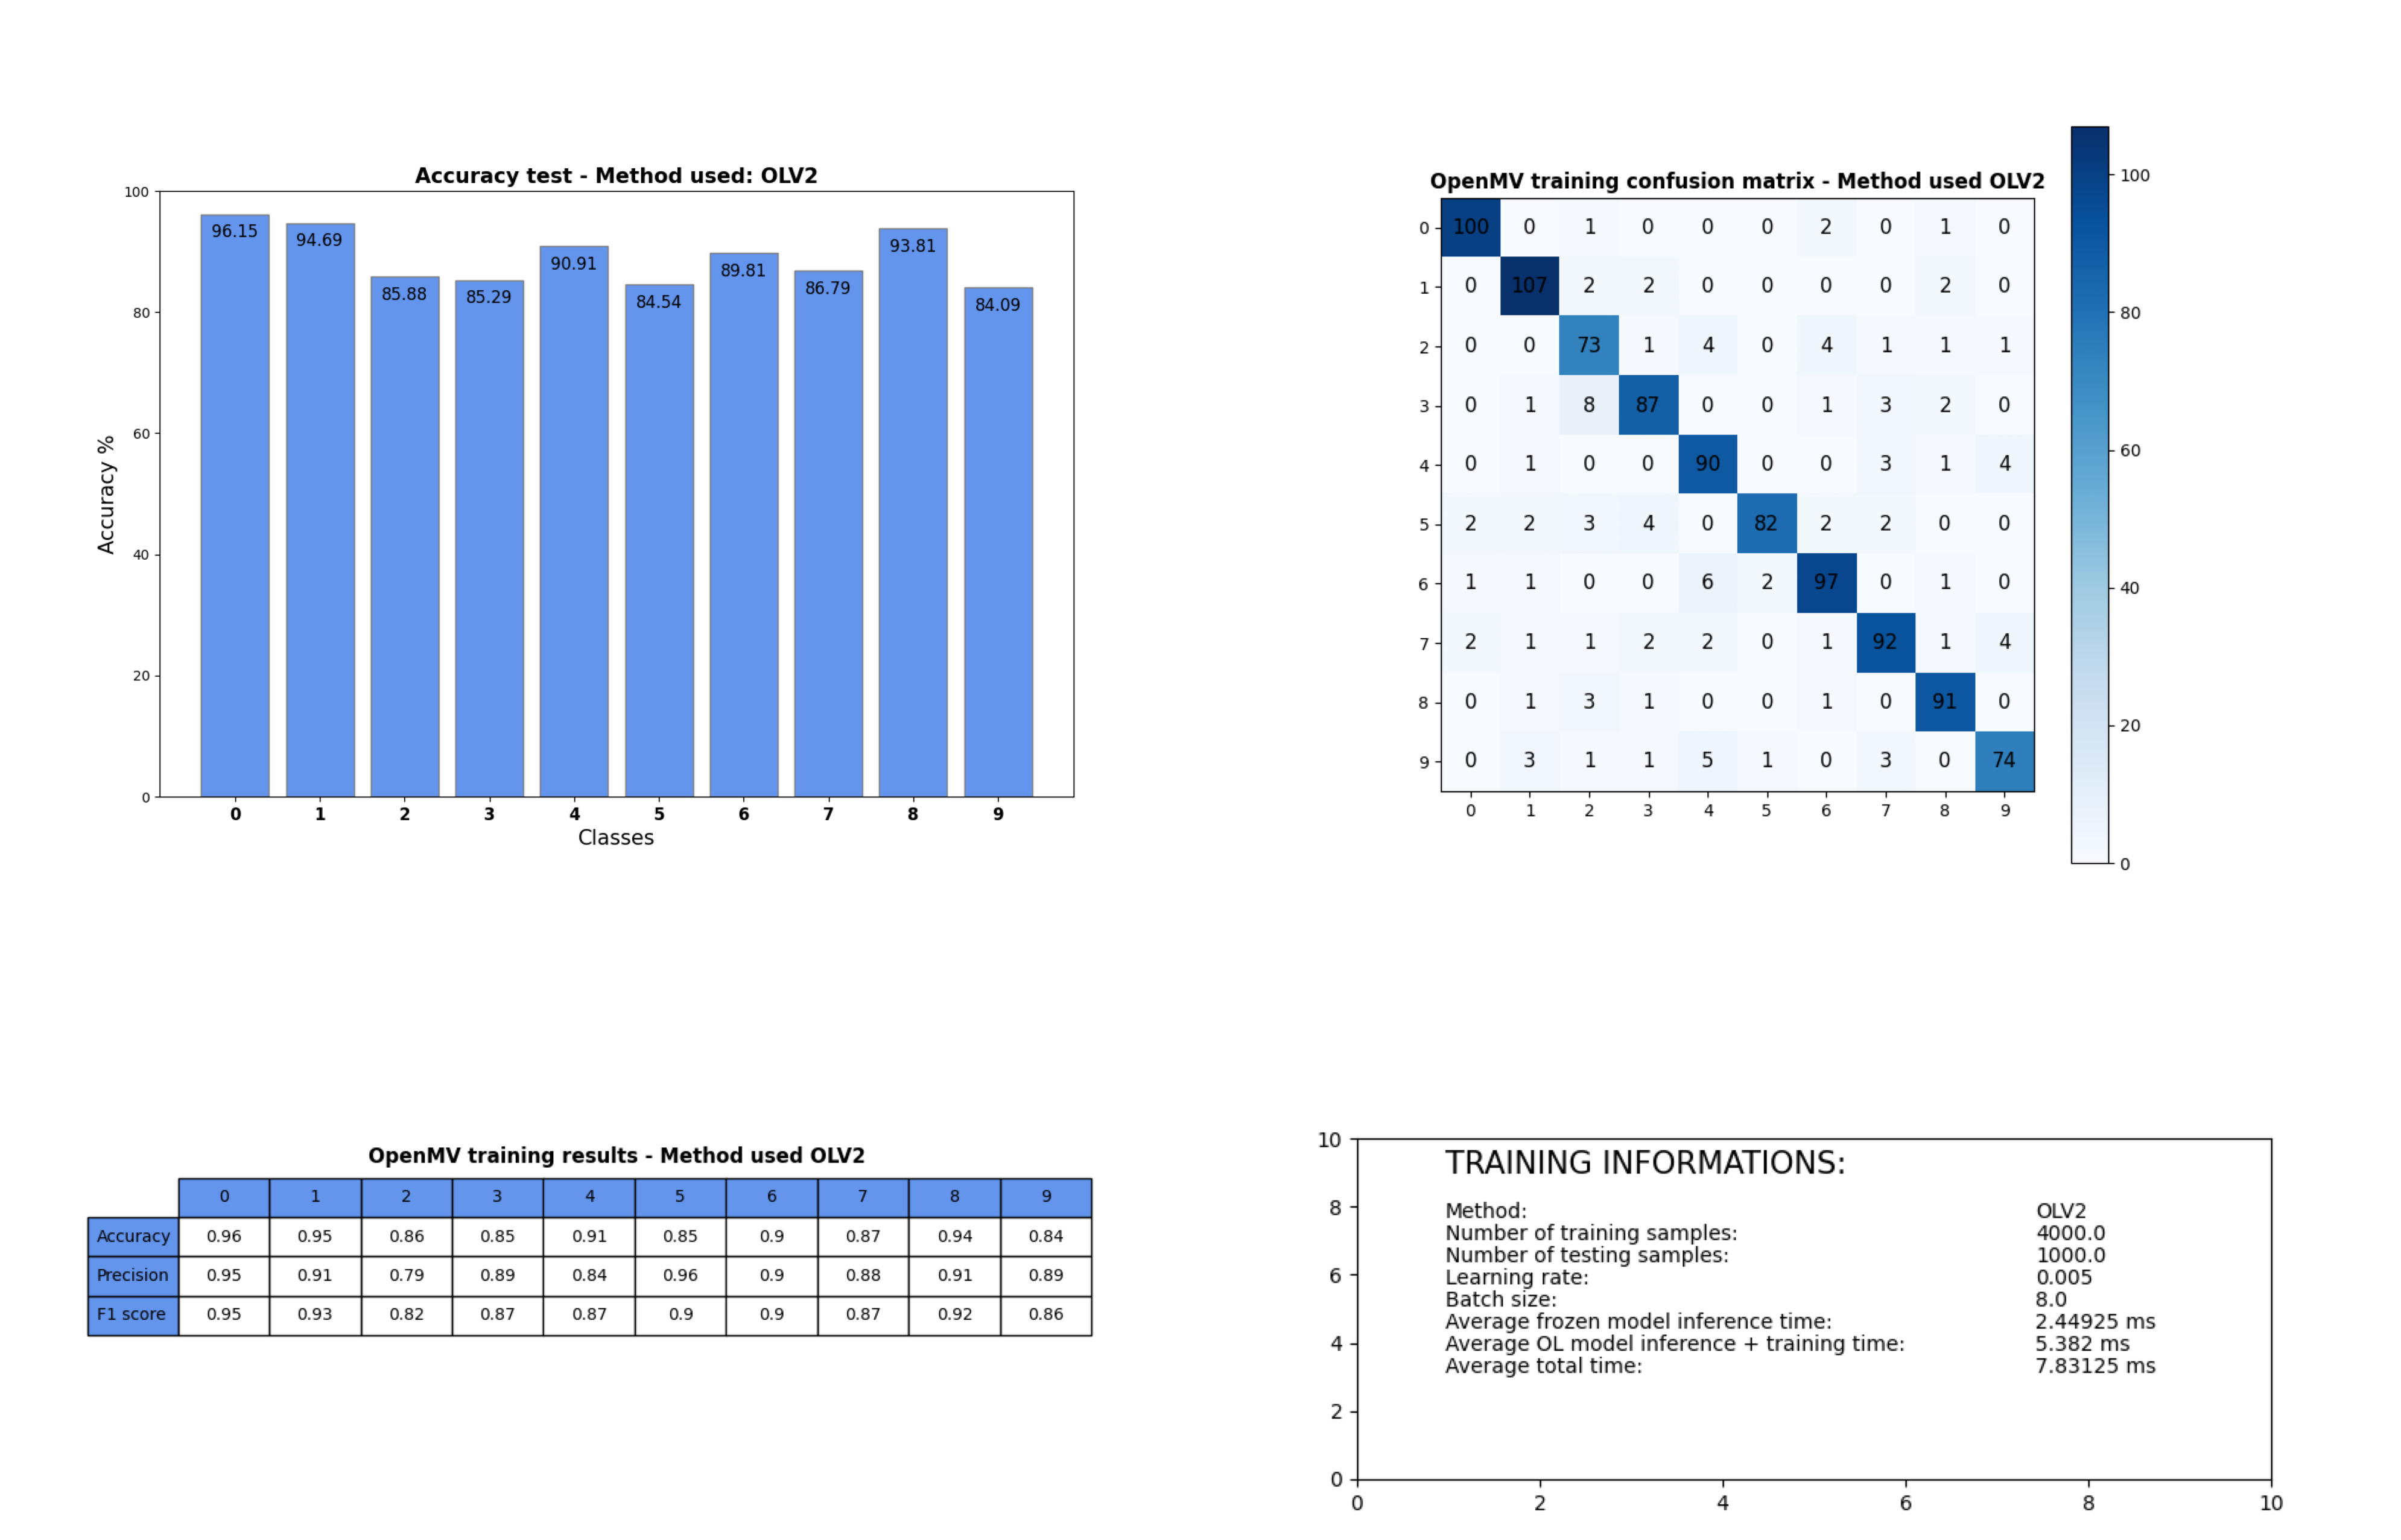 Accuracy test - Method used: OLV2
100
80
60
40
20
0
Accuracy %
96.15 94.69 85.88 85.29 90.91 84.54 89.81 86.79 93.81 84.09
0 1 2 3 4 5 6 7 8 9
Classes
OpenMV training confusion matrix - Method used OLV2
0 100 0 1 0 0 0 2 0 1 0
1 0 107 2 2 0 0 0 0 2 0
2 0 0 73 1 4 0 4 1 1 1
3 0 1 8 87 0 0 1 3 2 0
4 0 1 0 0 90 0 0 3 1 4
5 2 2 3 4 0 82 2 2 0 0
6 1 1 0 0 6 2 97 0 1 0
7 2 1 1 2 2 0 1 92 1 4
8 0 1 3 1 0 0 1 0 91 0
9 0 3 1 1 5 1 0 3 0 74
0 1 2 3 4 5 6 7 8 9
100
80
60
40
20
0
OpenMV training results - Method used OLV2
0 1 2 3 4 5 6 7 8 9
Accuracy 0.96 0.95 0.86 0.85 0.91 0.85 0.9 0.87 0.94 0.84
Precision 0.95 0.91 0.79 0.89 0.84 0.96 0.9 0.88 0.91 0.89
F1 score 0.95 0.93 0.82 0.87 0.87 0.9 0.9 0.87 0.92 0.86
10
8
6
4
2
0
TRAINING INFORMATIONS:
Method: OLV2
Number of training samples: 4000.0
Number of testing samples: 1000.0
Learning rate: 0.005
Batch size: 8.0
Average frozen model inference time: 2.44925 ms
Average OL model inference + training time: 5.382 ms
Average total time: 7.83125 ms
0 2 4 6 8 10